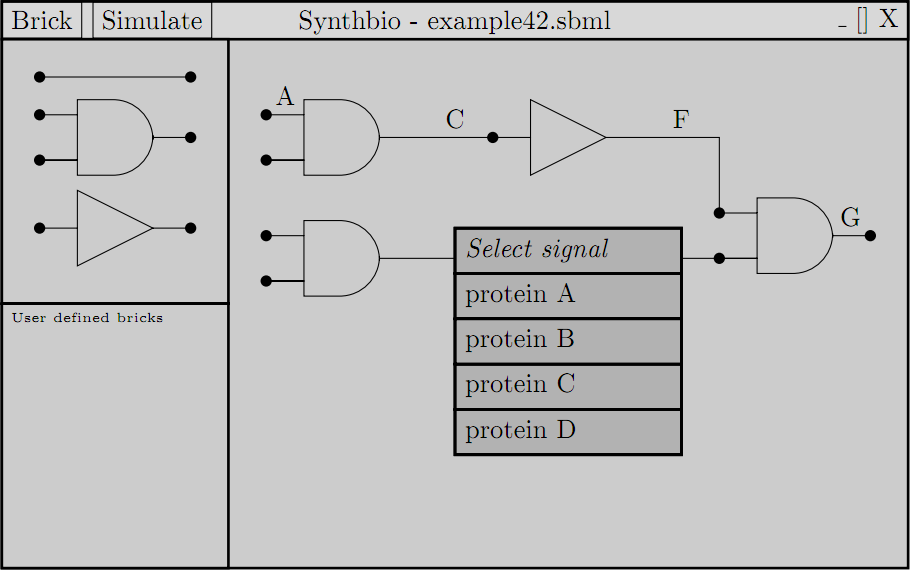 Brick Simulate Synthbio - example42.sbml _ [] X
A
C F
G
Select signal
protein A
protein B
protein C
protein D
User defined bricks